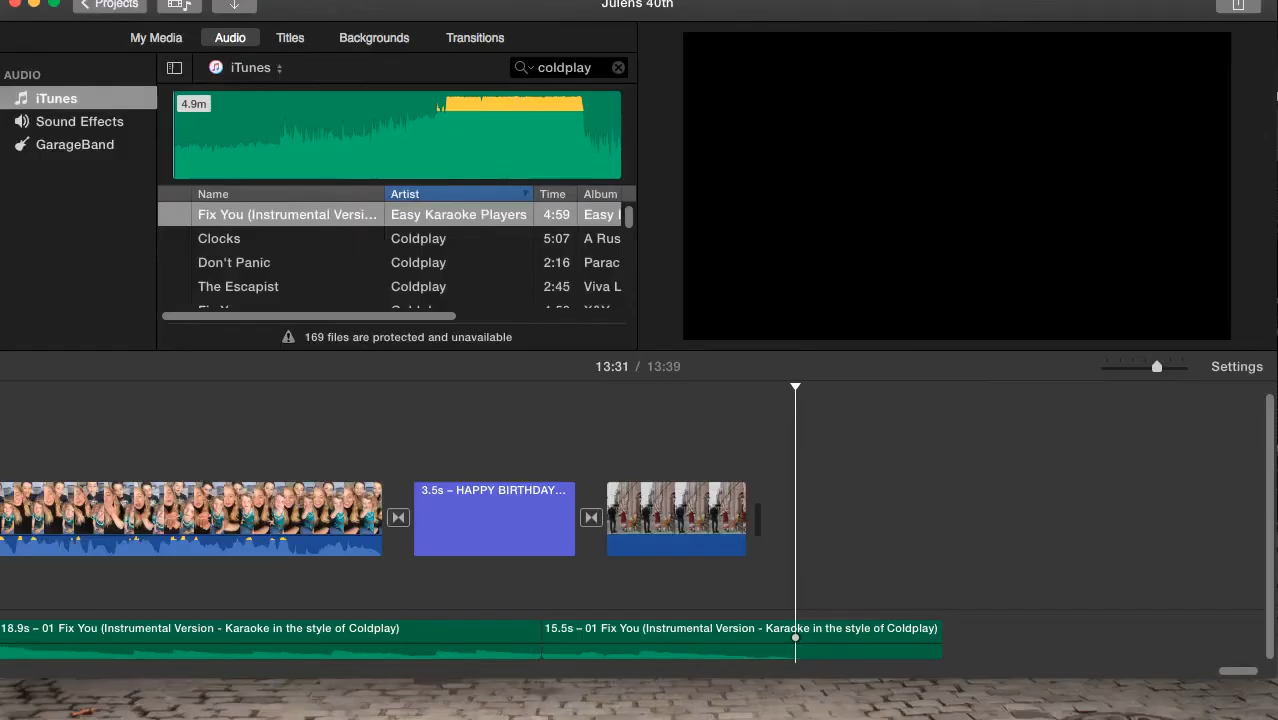 Projects
Julens 40th
My Media
Audio
Titles
Backgrounds
Transitions
AUDIO
iTunes
coldplay
iTunes
Sound Effects
GarageBand
4.9m
Name Artist Time Album
Fix You (Instrumental Versi... Easy Karaoke Players 4:59 Easy
Clocks Coldplay 5:07 A Rus
Don't Panic Coldplay 2:16 Parac
The Escapist Coldplay 2:45 Viva L
169 files are protected and unavailable
13:31 / 13:39
Settings
3.5s – HAPPY BIRTHDAY...
18.9s – 01 Fix You (Instrumental Version - Karaoke in the style of Coldplay)
15.5s – 01 Fix You (Instrumental Version - Karaoke in the style of Coldplay)